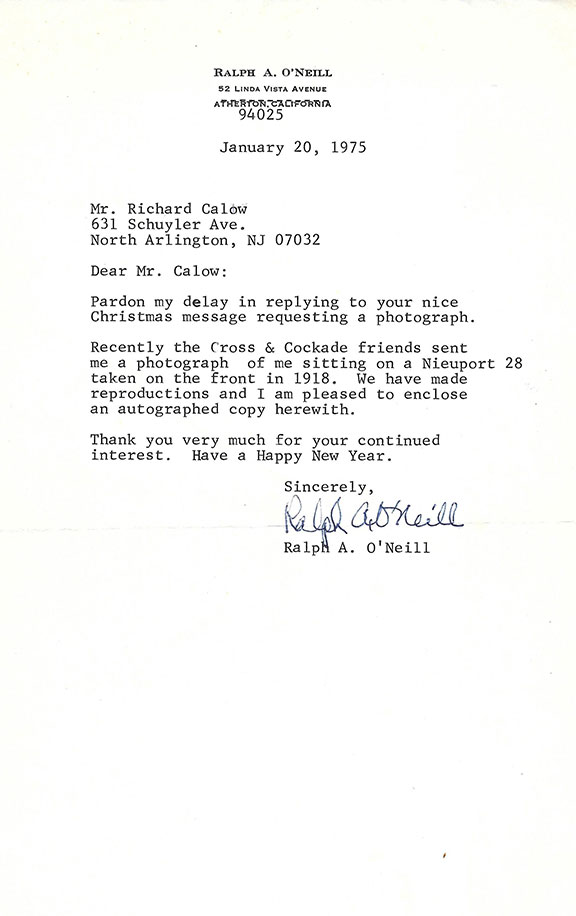 RALPH A. O'NEILL
52 LINDA VISTA AVENUE
ATHERTON, CALIFORNIA
94025
January 20, 1975
Mr. Richard Calow
631 Schuyler Ave.
North Arlington, NJ 07032
Dear Mr. Calow:
Pardon my delay in replying to your nice
Christmas message requesting a photograph.
Recently the Cross & Cockade friends sent
me a photograph of me sitting on a Nieuport 28
taken on the front in 1918. We have made
reproductions and I am pleased to enclose
an autographed copy herewith.
Thank you very much for your continued
interest. Have a Happy New Year.
Sincerely,
Ralph A. O'Neill
Ralph A. O'Neill